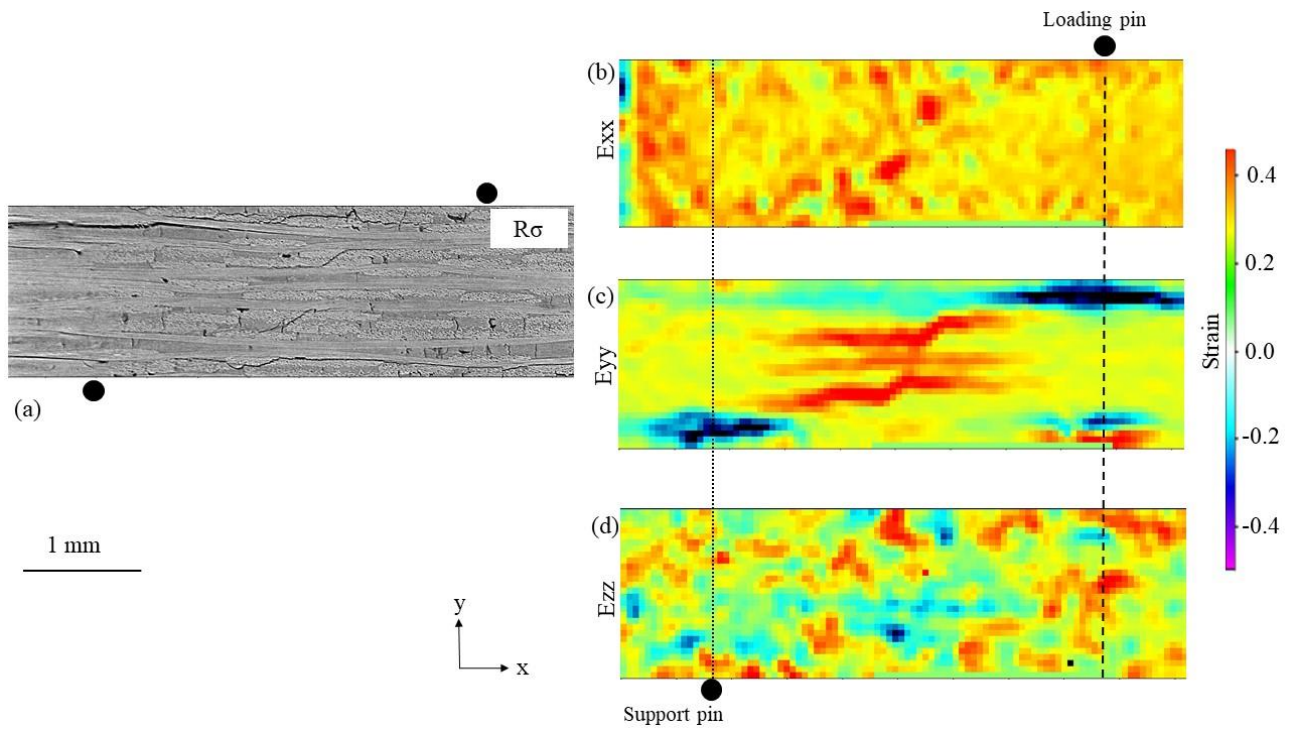 Loading pin
(b)
Exx
Rσ
(a)
(c)
Eyy
0.4
0.2
0.0
-0.2
-0.4
Strain
(d)
Ezz
1 mm
y
x
Support pin